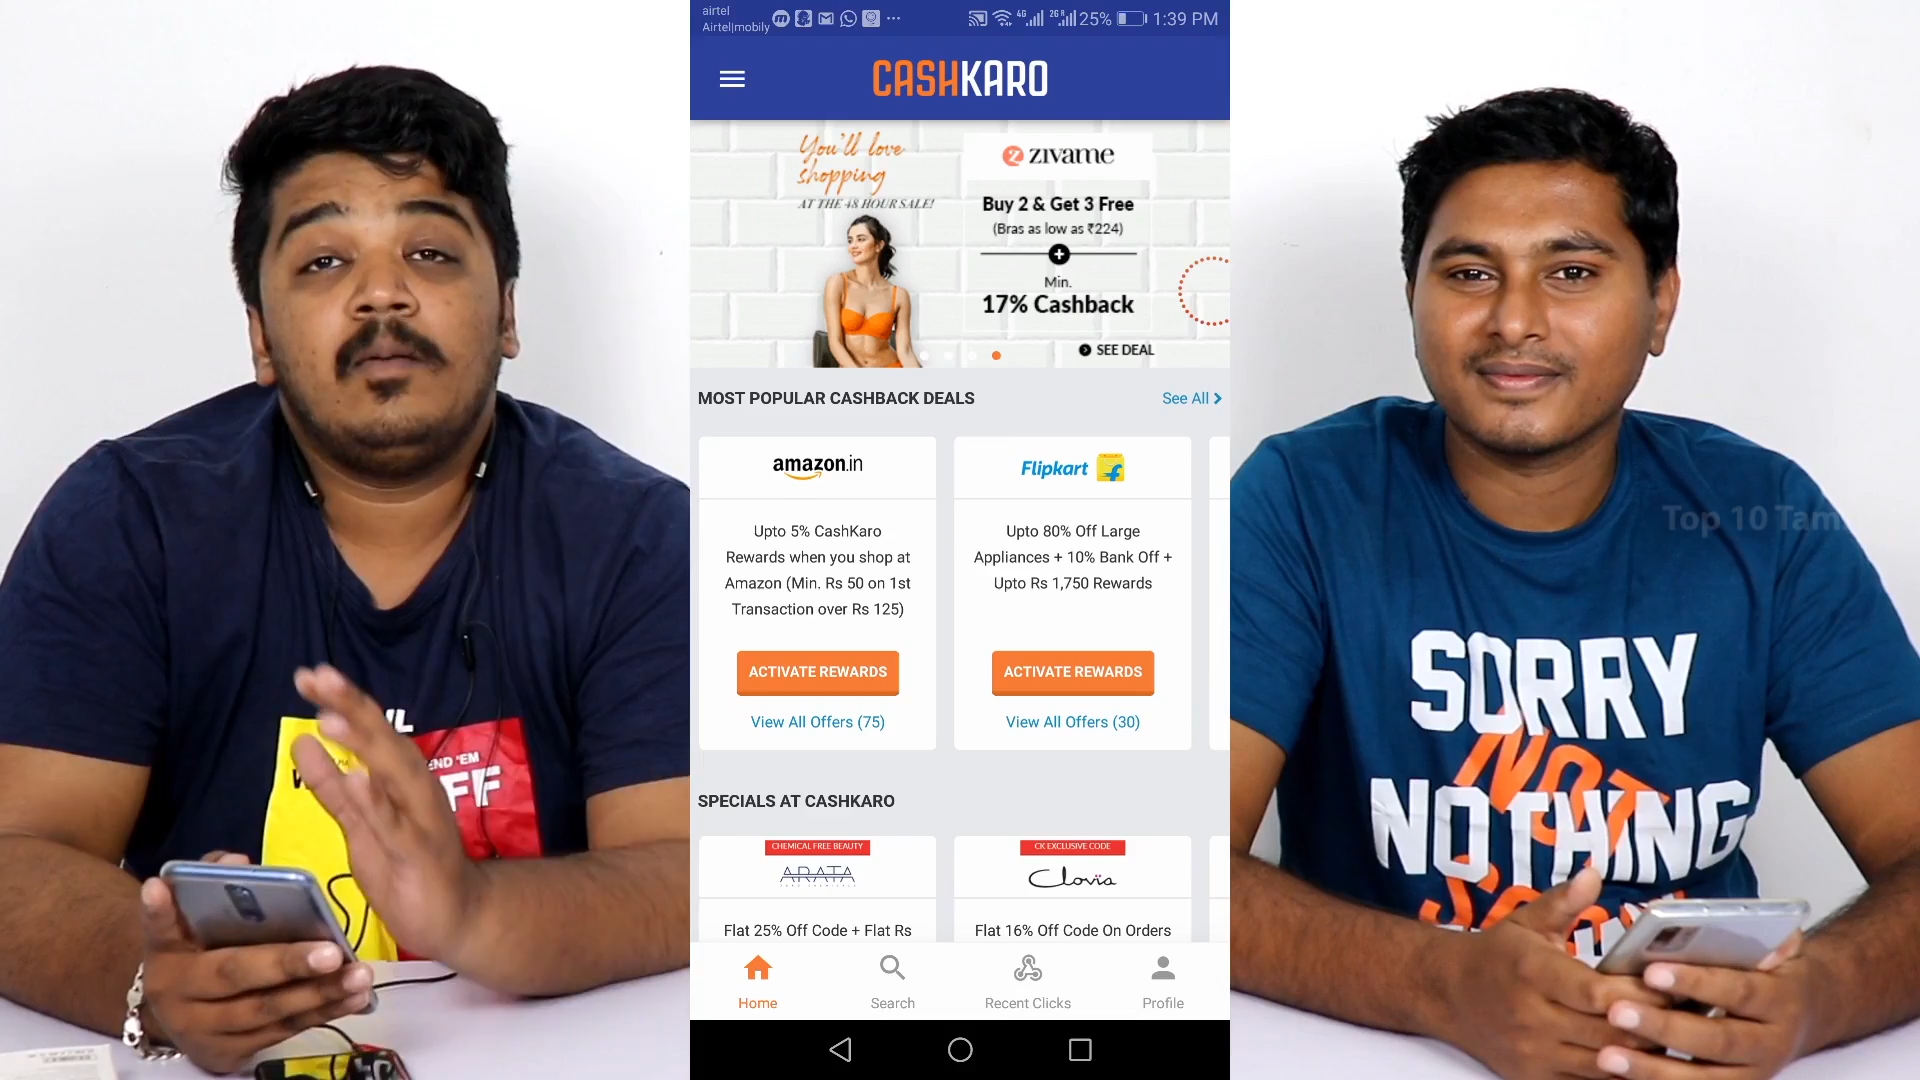 airtel
Airtel|mobily
4G
2G R
25%
1:39 PM
CASHKARO
You'll love
shopping
AT THE 48 HOUR SALE!
zivame
Buy 2 & Get 3 Free
(Bras as low as ₹224)
Min.
17% Cashback
SEE DEAL
MOST POPULAR CASHBACK DEALS
See All
amazon.in
Upto 5% CashKaro
Rewards when you shop at
Amazon (Min. Rs 50 on 1st
Transaction over Rs 125)
ACTIVATE REWARDS
View All Offers (75)
Flipkart
Upto 80% Off Large
Appliances + 10% Bank Off +
Upto Rs 1,750 Rewards
ACTIVATE REWARDS
View All Offers (30)
SPECIALS AT CASHKARO
CHEMICAL FREE BEAUTY
ARATA
Flat 25% Off Code + Flat Rs
CK EXCLUSIVE CODE
Clovia
Flat 16% Off Code On Orders
Home
Search
Recent Clicks
Profile
END 'EM
FF
Top 10 Tam
SORRY
NOT
NOTHING